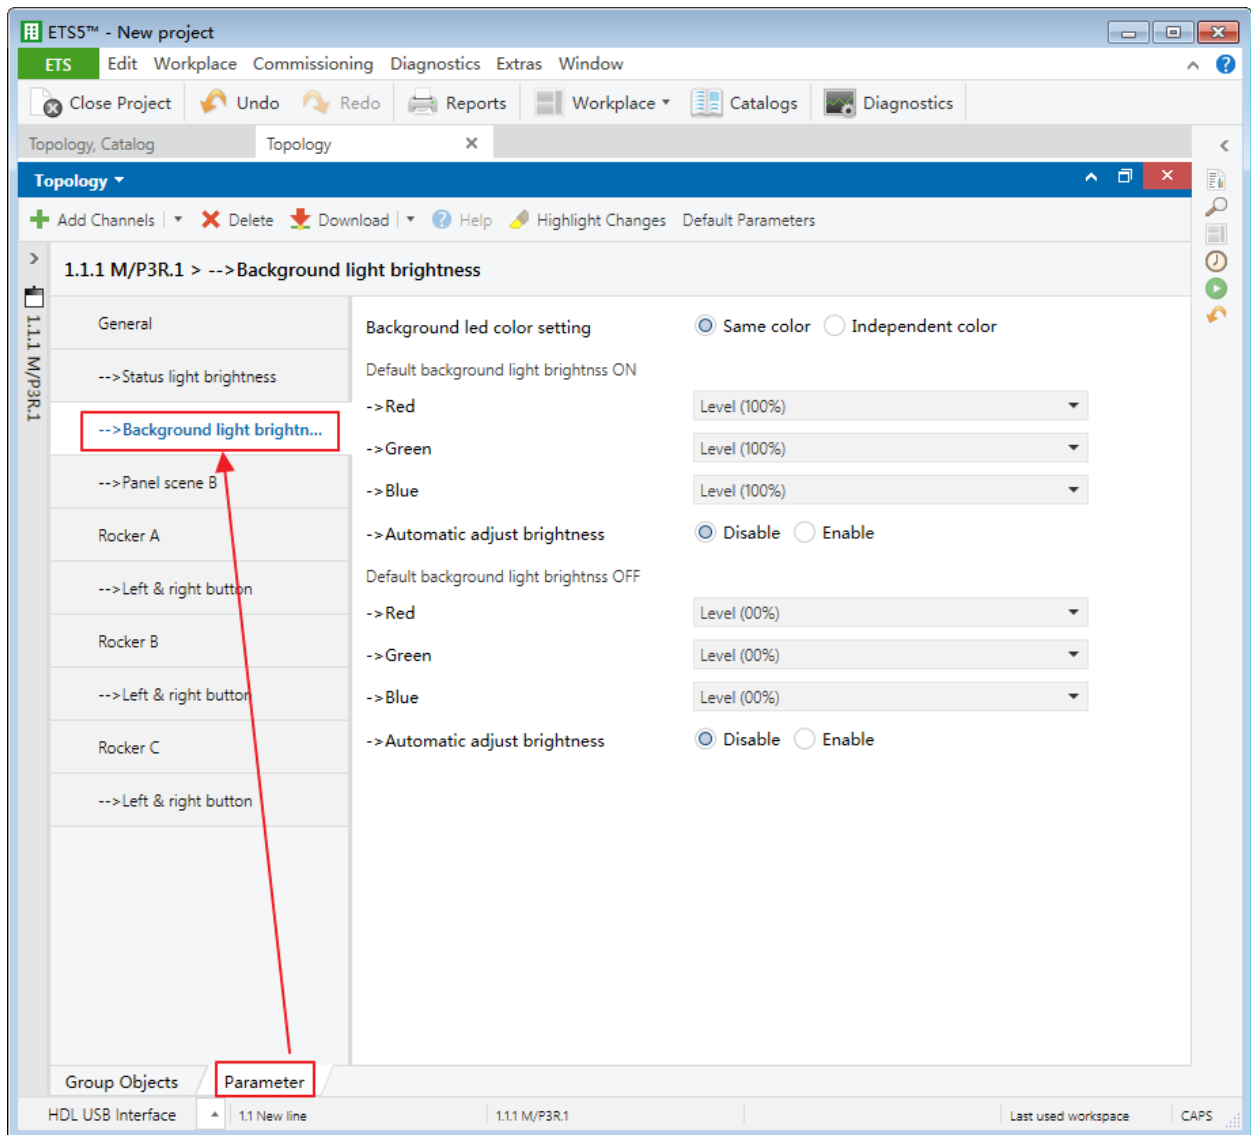 ETS5™ - New project
ETS Edit Workplace Commissioning Diagnostics Extras Window
Close Project Undo Redo Reports Workplace Catalogs Diagnostics
Topology, Catalog Topology
Topology
Add Channels Delete Download Help Highlight Changes Default Parameters
1.1.1 M/P3R.1 > -->Background light brightness
1.1.1 M/P3R.1
General
-->Status light brightness
-->Background light brightn...
-->Panel scene B
Rocker A
-->Left & right button
Rocker B
-->Left & right button
Rocker C
-->Left & right button
Background led color setting Same color Independent color
Default background light brightnss ON
->Red Level (100%)
->Green Level (100%)
->Blue Level (100%)
->Automatic adjust brightness Disable Enable
Default background light brightnss OFF
->Red Level (00%)
->Green Level (00%)
->Blue Level (00%)
->Automatic adjust brightness Disable Enable
Group Objects Parameter
HDL USB Interface 1.1 New line 1.1.1 M/P3R.1 Last used workspace CAPS